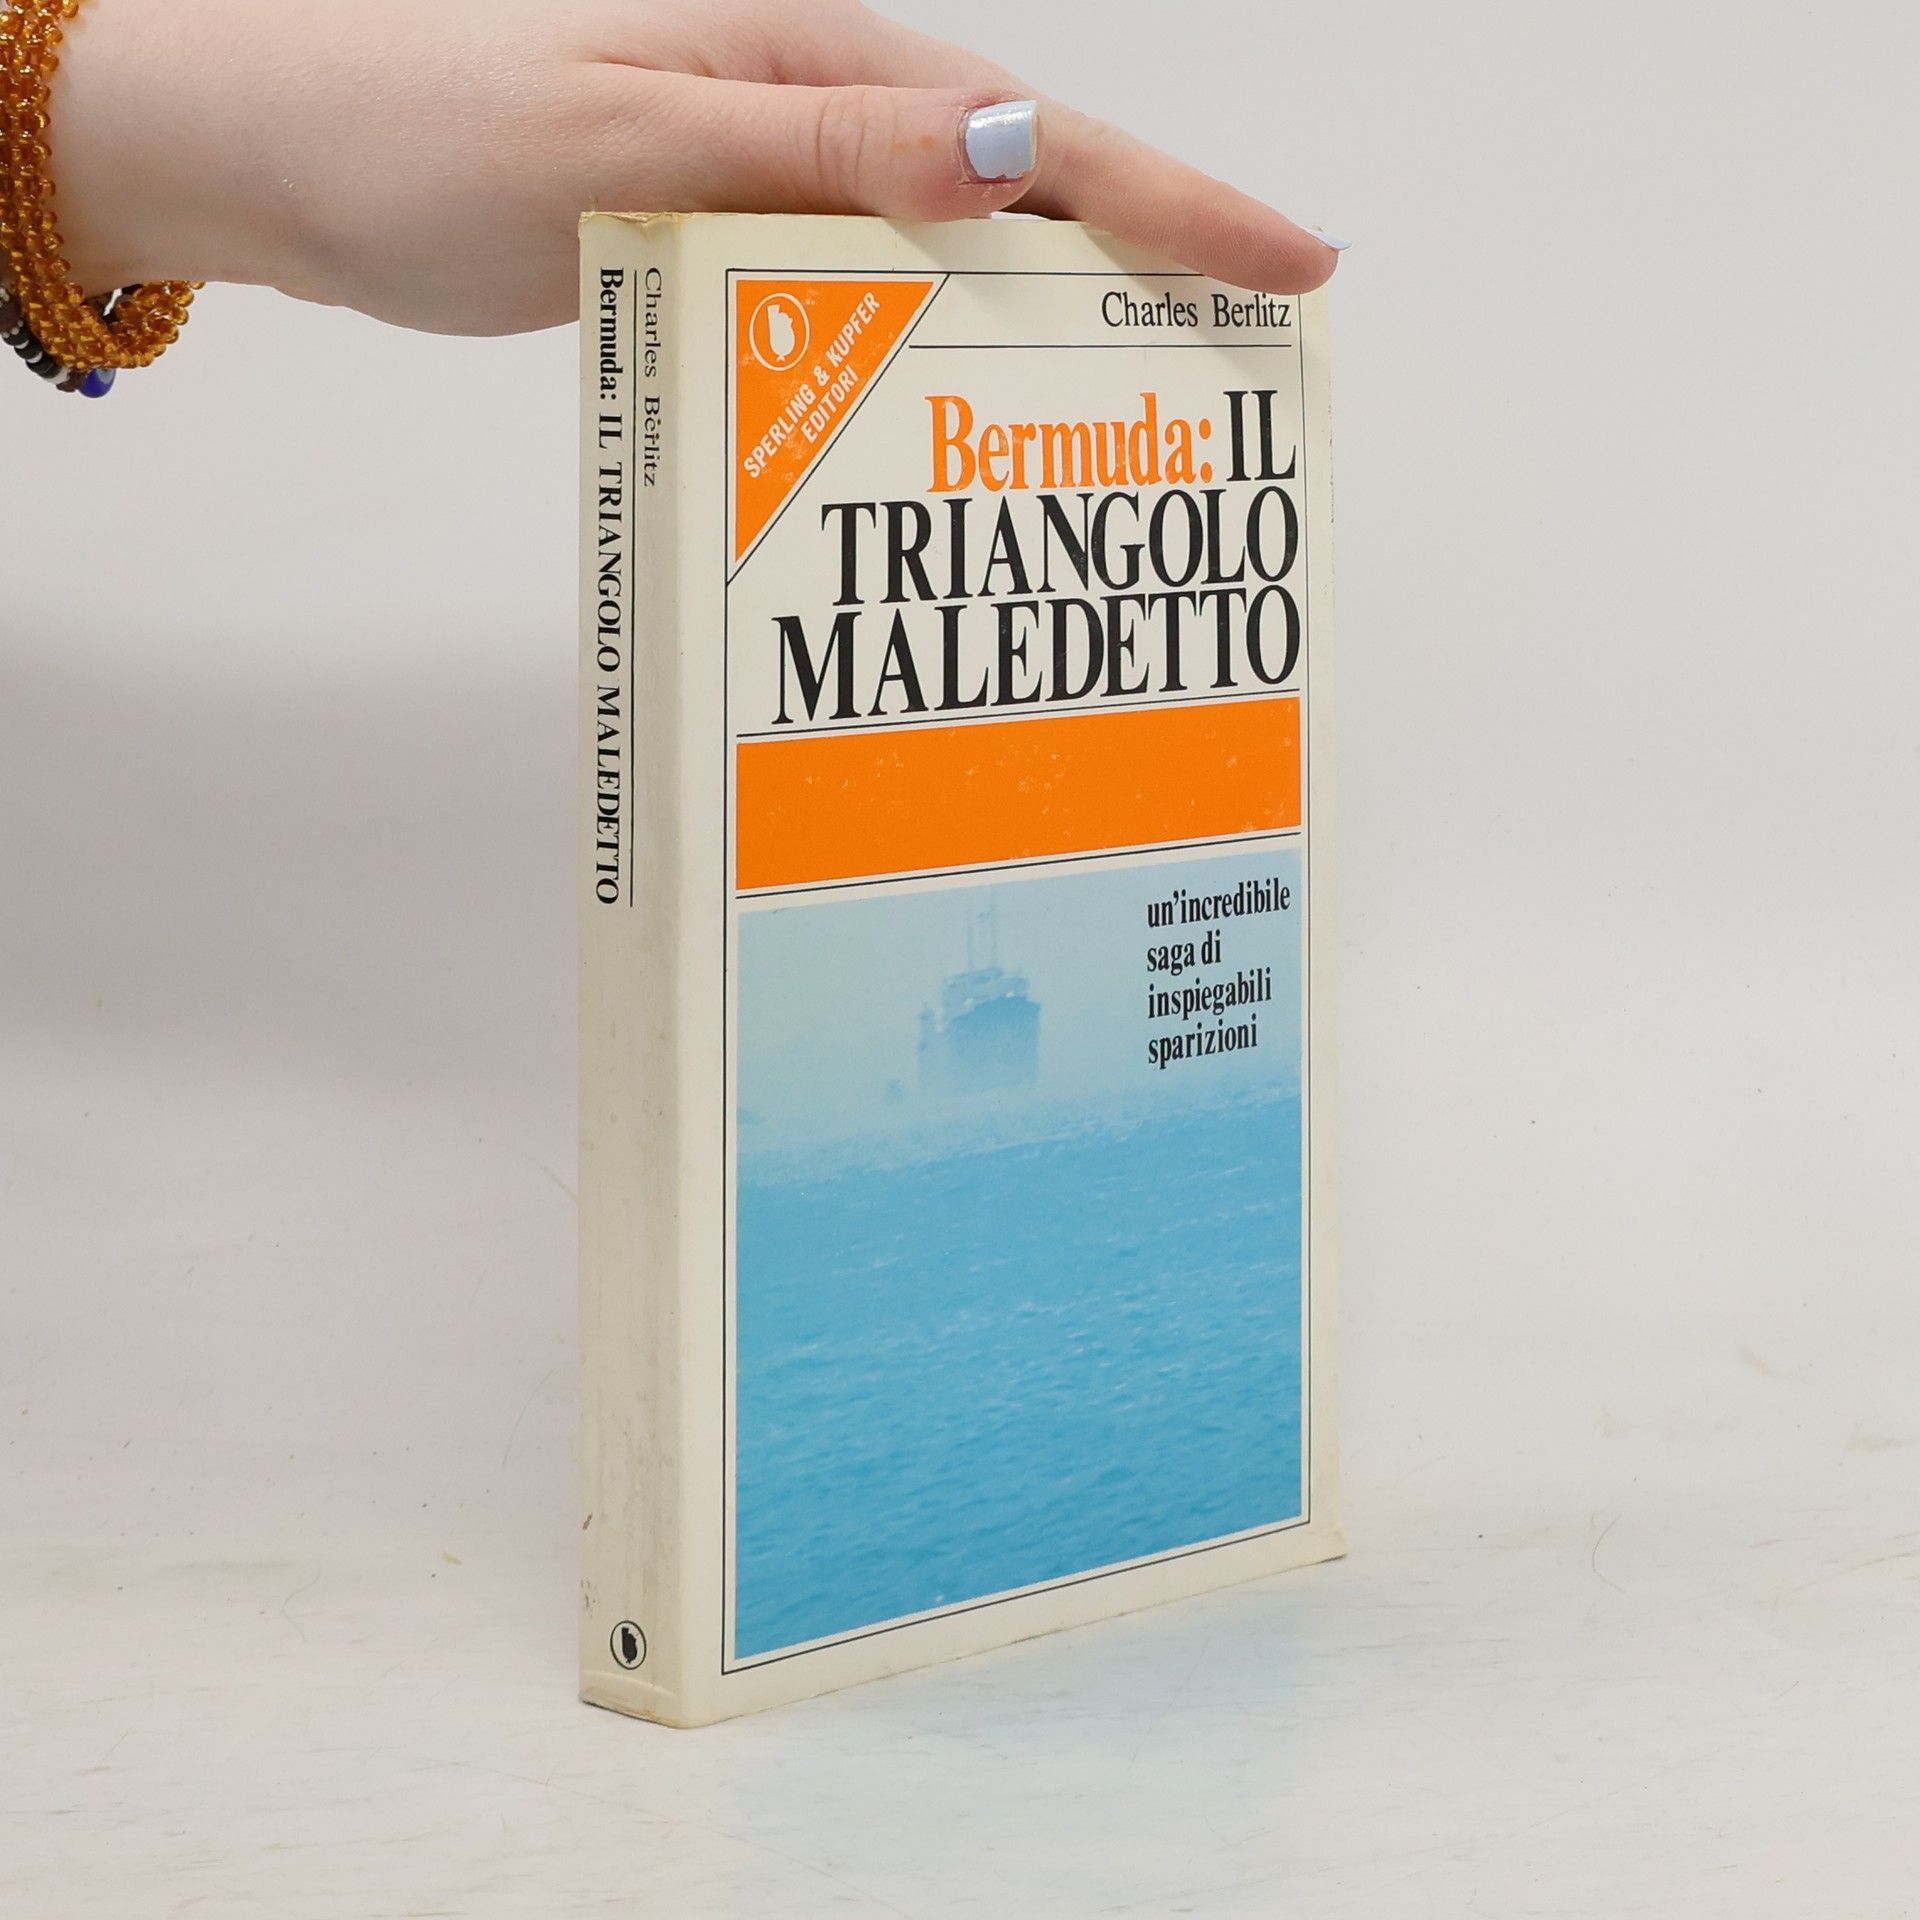 Charles Berlitz
Bermuda: IL TRIANGOLO MALEDETTO
SPERLING & KUPFER
EDITORI
Charles Berlitz
Bermuda: IL
TRIANGOLO
MALEDETTO
un'incredibile
saga di
inspiegabili
sparizioni